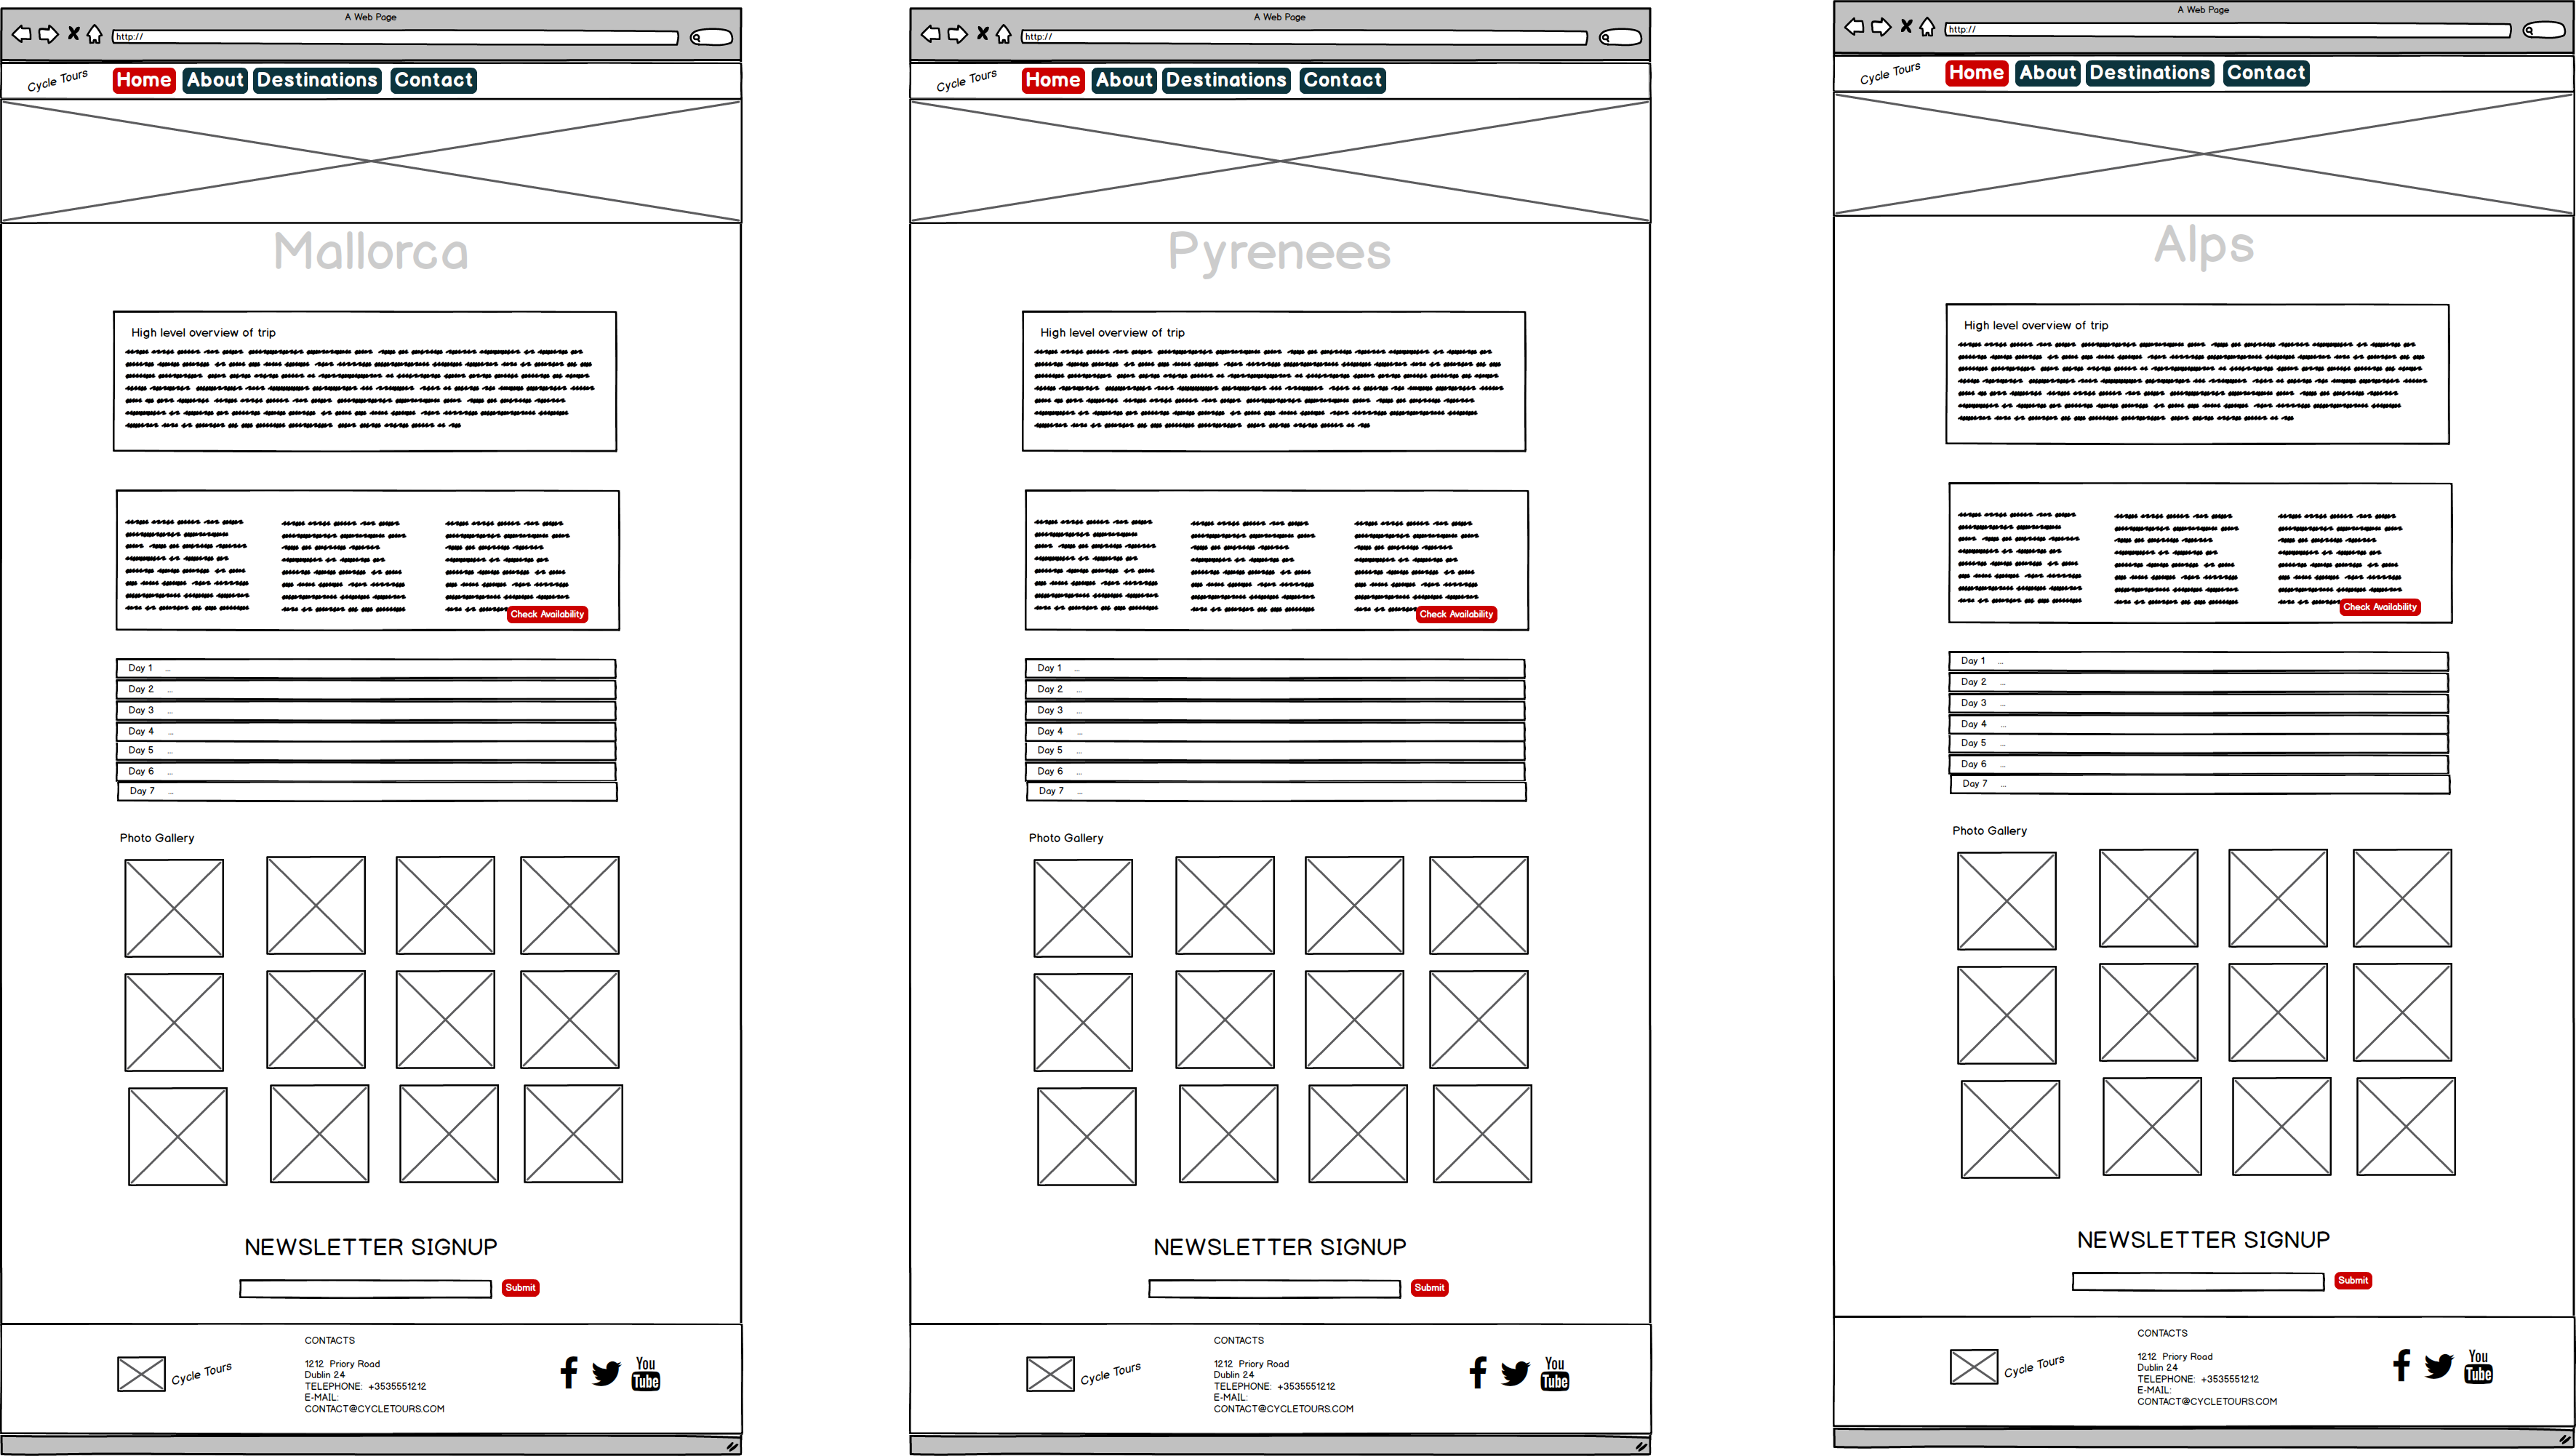 A Web Page
http://
Cycle Tours
Home About Destinations Contact
Mallorca
High level overview of trip
Check Availability
Day 1 ...
Day 2 ...
Day 3 ...
Day 4 ...
Day 5 ...
Day 6 ...
Day 7 ...
Photo Gallery
NEWSLETTER SIGNUP
Submit
Cycle Tours
CONTACTS
1212 Priory Road
Dublin 24
TELEPHONE: +3535551212
E-MAIL:
CONTACT@CYCLETOURS.COM
You
Tube
A Web Page
http://
Cycle Tours
Home About Destinations Contact
Pyrenees
High level overview of trip
Check Availability
Day 1 ...
Day 2 ...
Day 3 ...
Day 4 ...
Day 5 ...
Day 6 ...
Day 7 ...
Photo Gallery
NEWSLETTER SIGNUP
Submit
Cycle Tours
CONTACTS
1212 Priory Road
Dublin 24
TELEPHONE: +3535551212
E-MAIL:
CONTACT@CYCLETOURS.COM
You
Tube
A Web Page
http://
Cycle Tours
Home About Destinations Contact
Alps
High level overview of trip
Check Availability
Day 1 ...
Day 2 ...
Day 3 ...
Day 4 ...
Day 5 ...
Day 6 ...
Day 7 ...
Photo Gallery
NEWSLETTER SIGNUP
Submit
Cycle Tours
CONTACTS
1212 Priory Road
Dublin 24
TELEPHONE: +3535551212
E-MAIL:
CONTACT@CYCLETOURS.COM
You
Tube